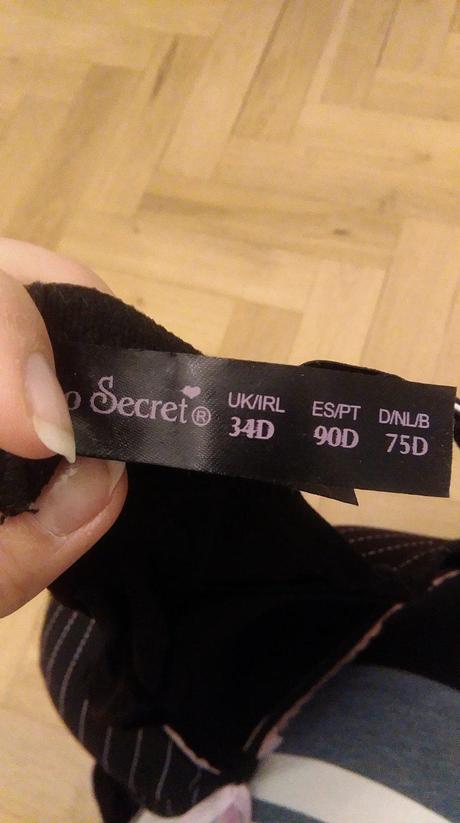 o Secret®
UK/IRL ES/PT D/NL/B
34D 90D 75D